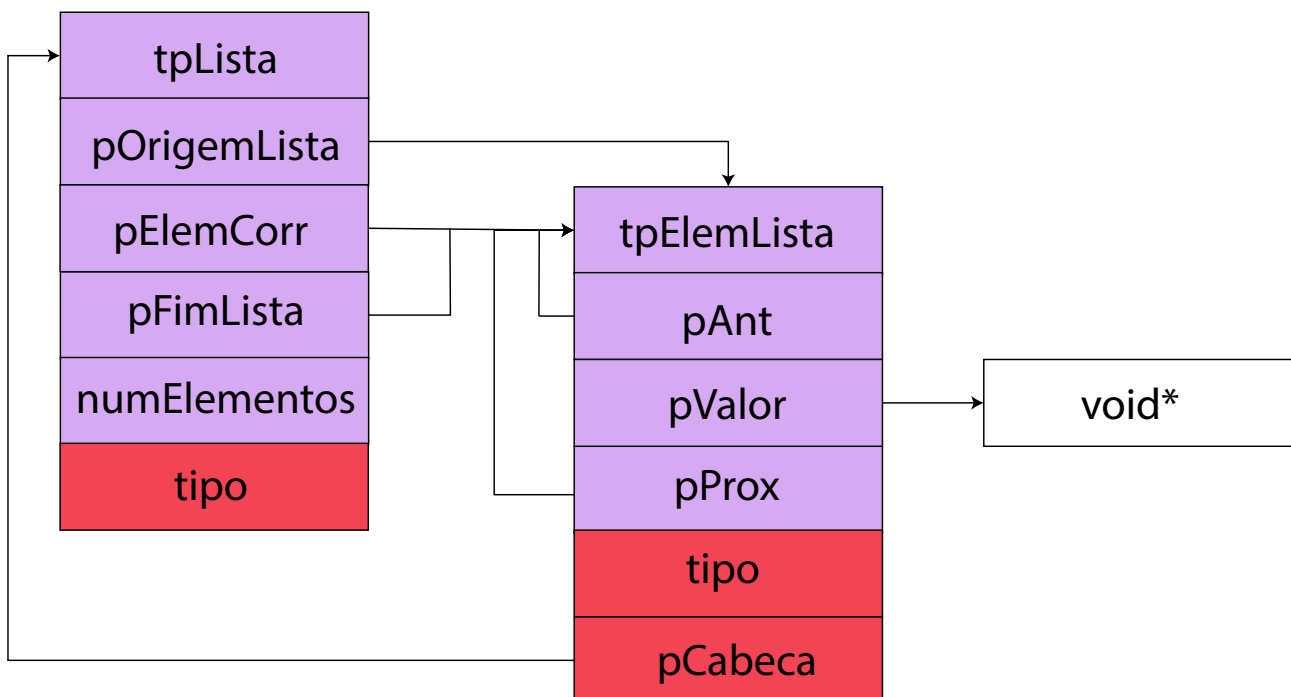 tpLista
pOrigemLista
pElemCorr
pFimLista
numElementos
tipo
tpElemLista
pAnt
pValor
pProx
tipo
pCabeca
void*